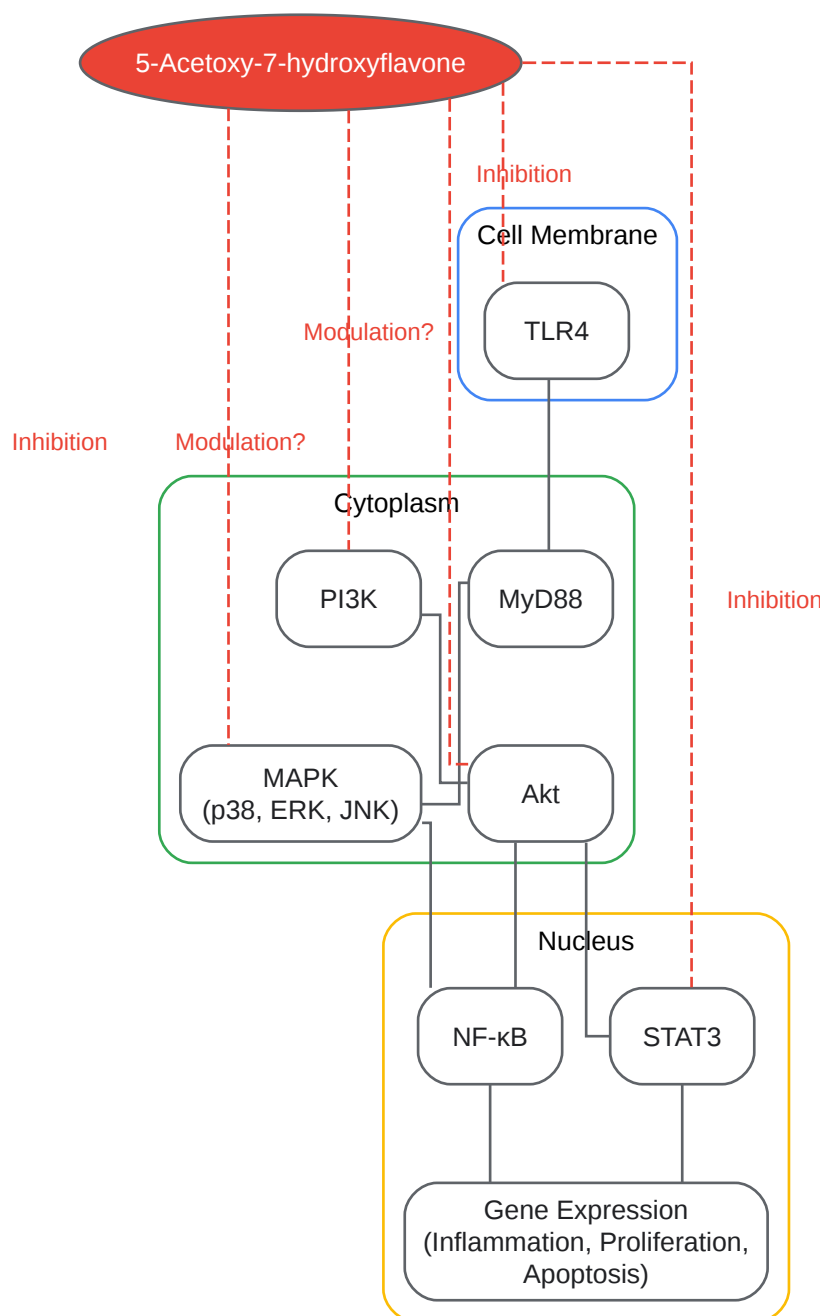 5-Acetoxy-7-hydroxyflavone
Inhibition
Cell Membrane
TLR4
Modulation?
Inhibition
Modulation?
Cytoplasm
PI3K
MyD88
Inhibition
MAPK
(p38, ERK, JNK)
Akt
Nucleus
NF-κB
STAT3
Gene Expression
(Inflammation, Proliferation,
Apoptosis)